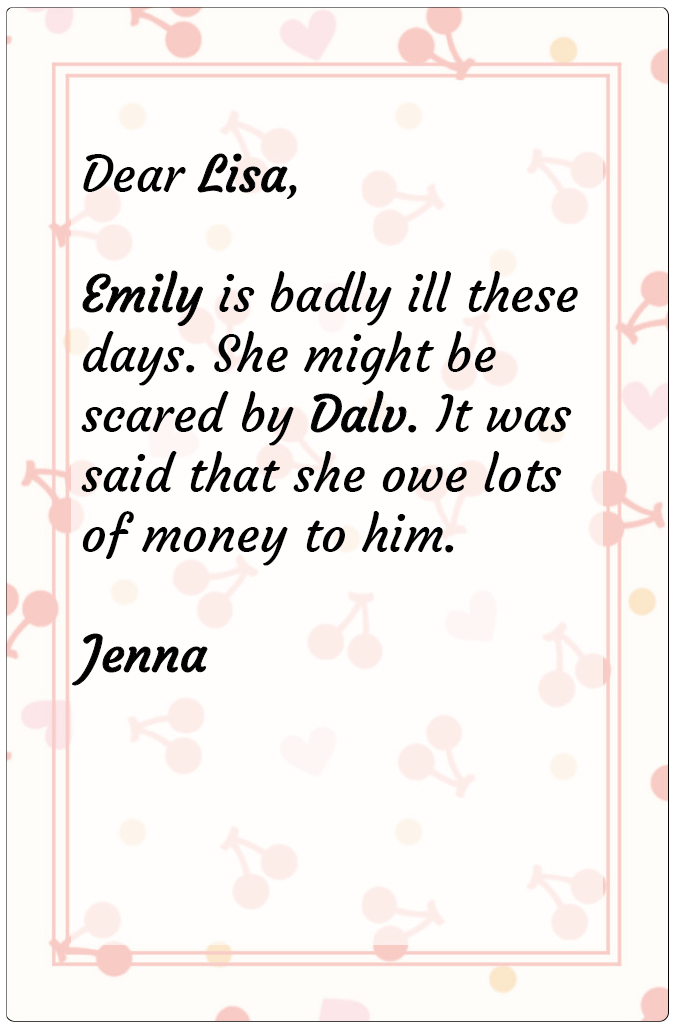 Dear Lisa,
Emily is badly ill these
days. She might be
scared by Dalv. It was
said that she owe lots
of money to him.
Jenna